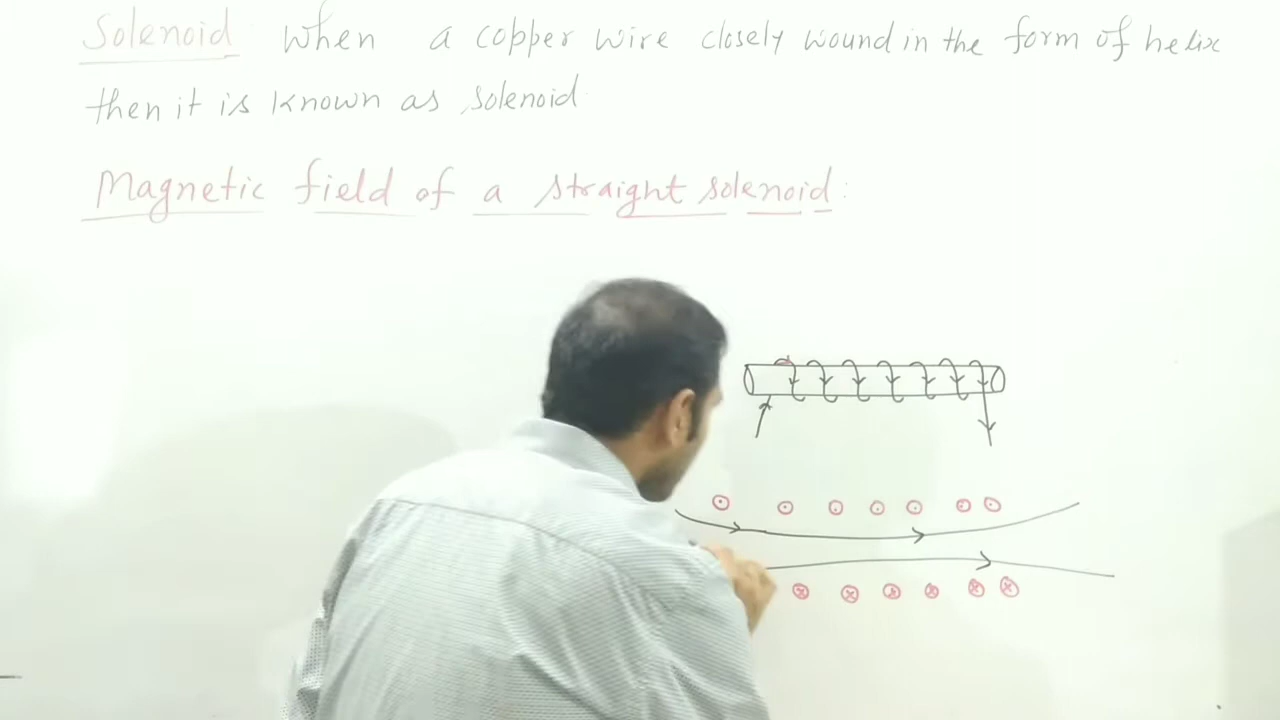 Solenoid when a copper wire closely wound in the form of helix
then it is known as solenoid.
Magnetic field of a straight solenoid: